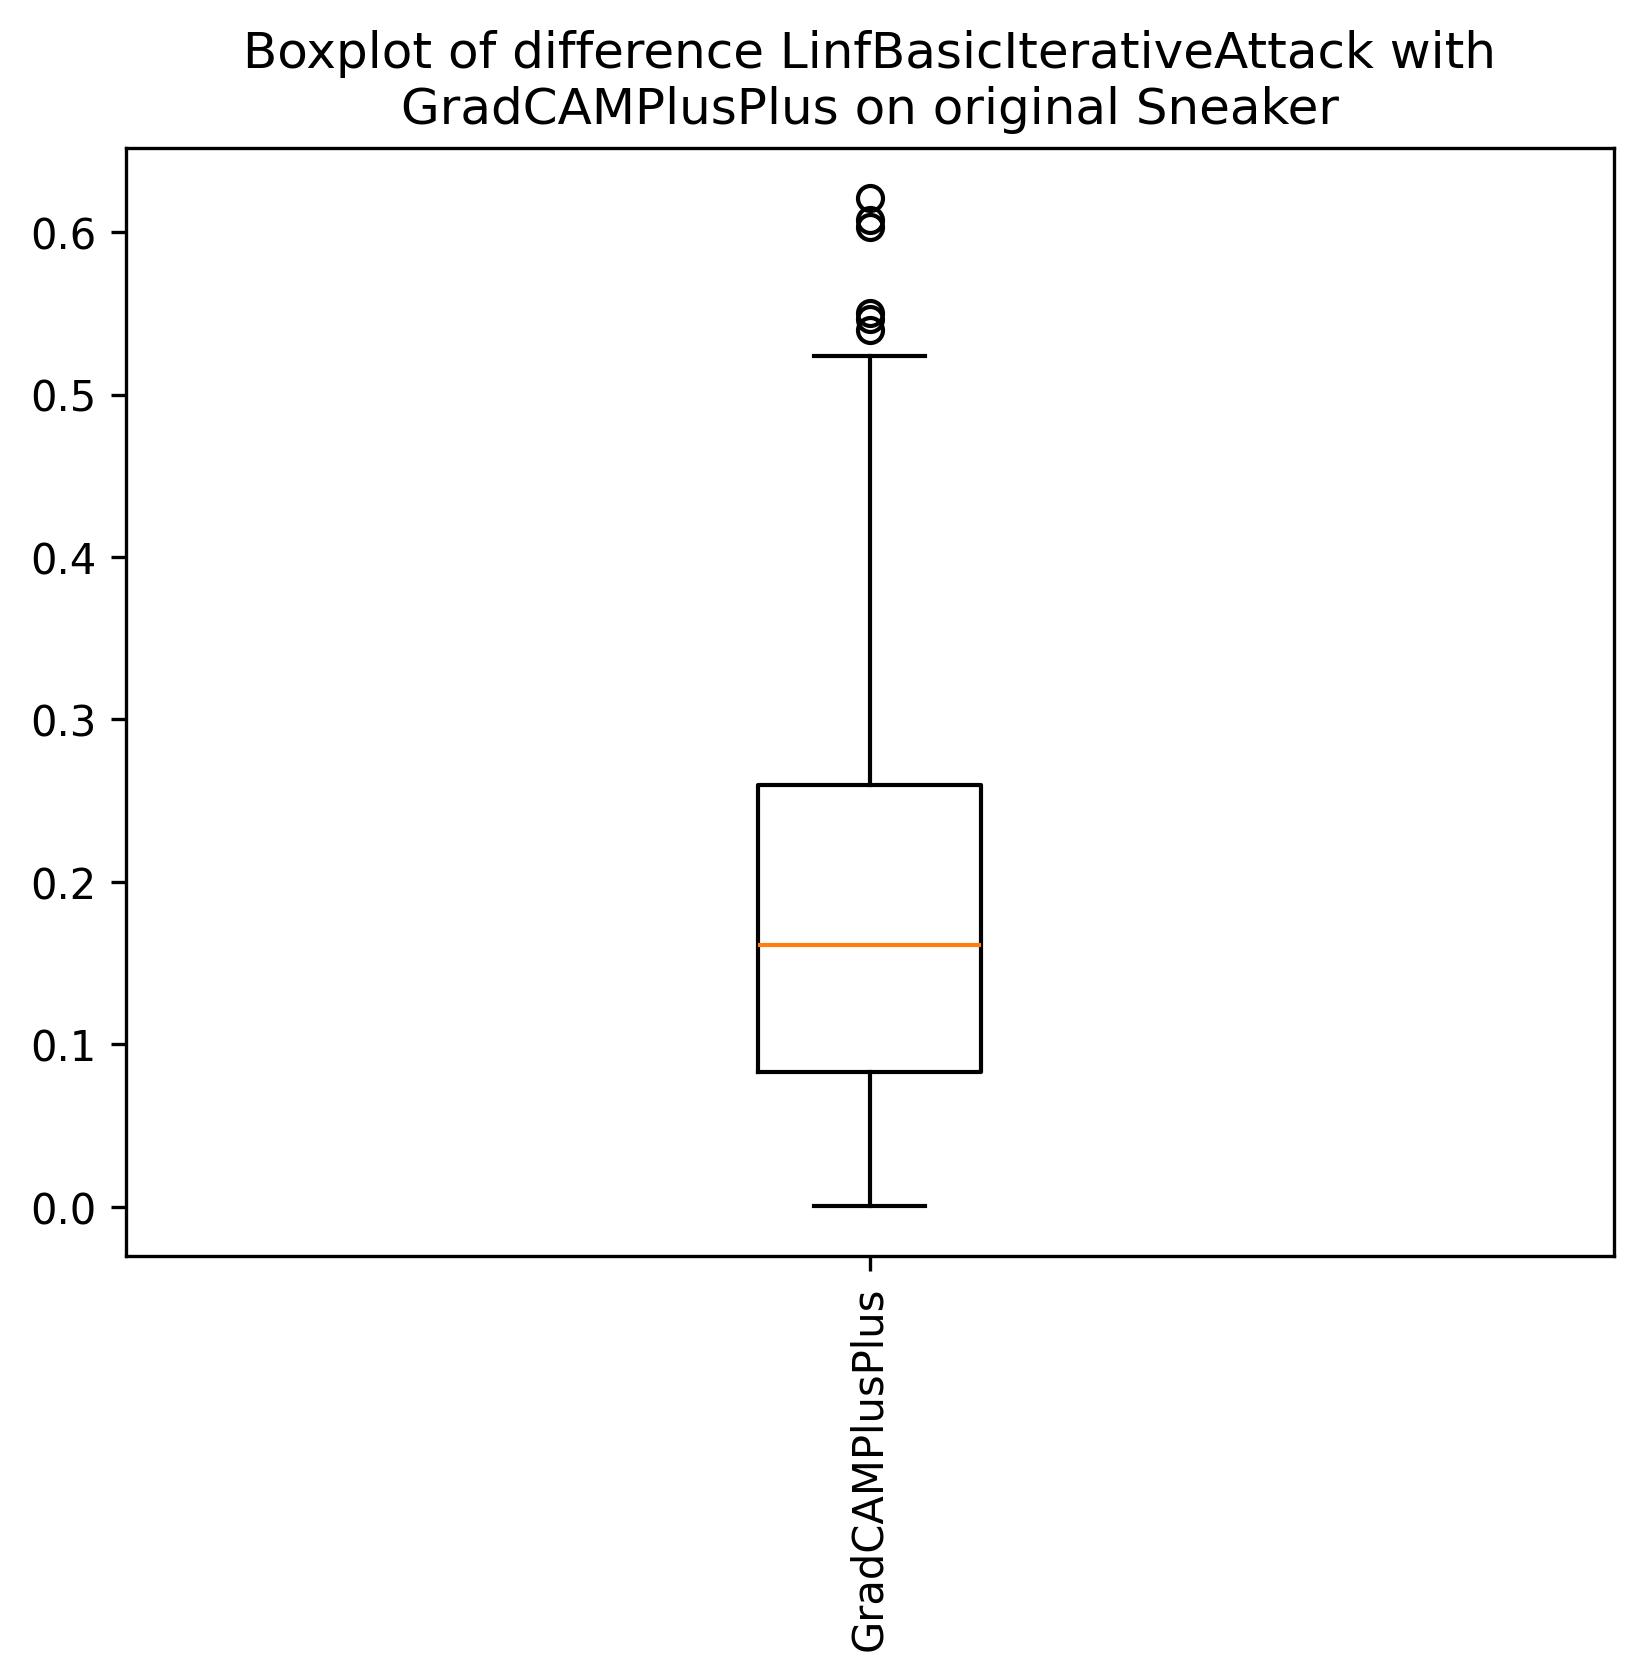 Boxplot of difference LinfBasicIterativeAttack with
GradCAMPlusPlus on original Sneaker
0.6
0.5
0.4
0.3
0.2
0.1
0.0
GradCAMPlusPlus